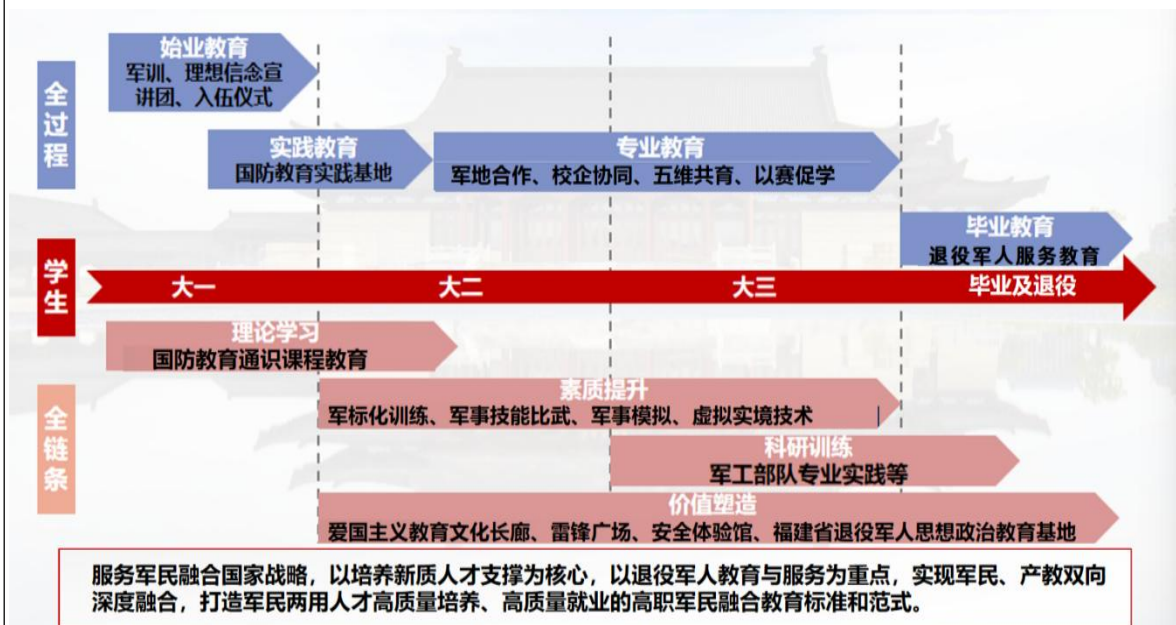 全过程
始业教育
军训、理想信念宣
讲团、入伍仪式
实践教育
国防教育实践基地
专业教育
军地合作、校企协同、五维共育、以赛促学
毕业教育
退役军人服务教育
学生
大一
大二
大三
毕业及退役
全链条
理论学习
国防教育通识课程教育
素质提升
军标化训练、军事技能比武、军事模拟、虚拟实境技术
科研训练
军工部队专业实践等
价值塑造
爱国主义教育文化长廊、雷锋广场、安全体验馆、福建省退役军人思想政治教育基地
服务军民融合国家战略，以培养新质人才支撑为核心，以退役军人教育与服务为重点，实现军民、产教双向
深度融合，打造军民两用人才高质量培养、高质量就业的高职军民融合教育标准和范式。